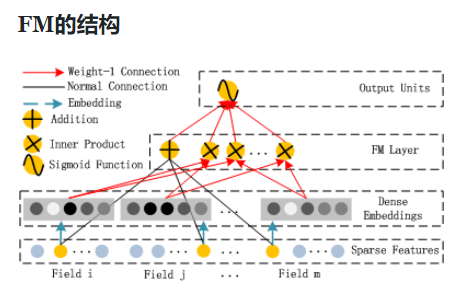 FM的结构
Weight-1 Connection
Normal Connection
Embedding
Addition
Inner Product
Sigmoid Function
Output Units
...
FM Layer
Dense
Embeddings
...
Sparse Features
Field i
Field j
...
Field m